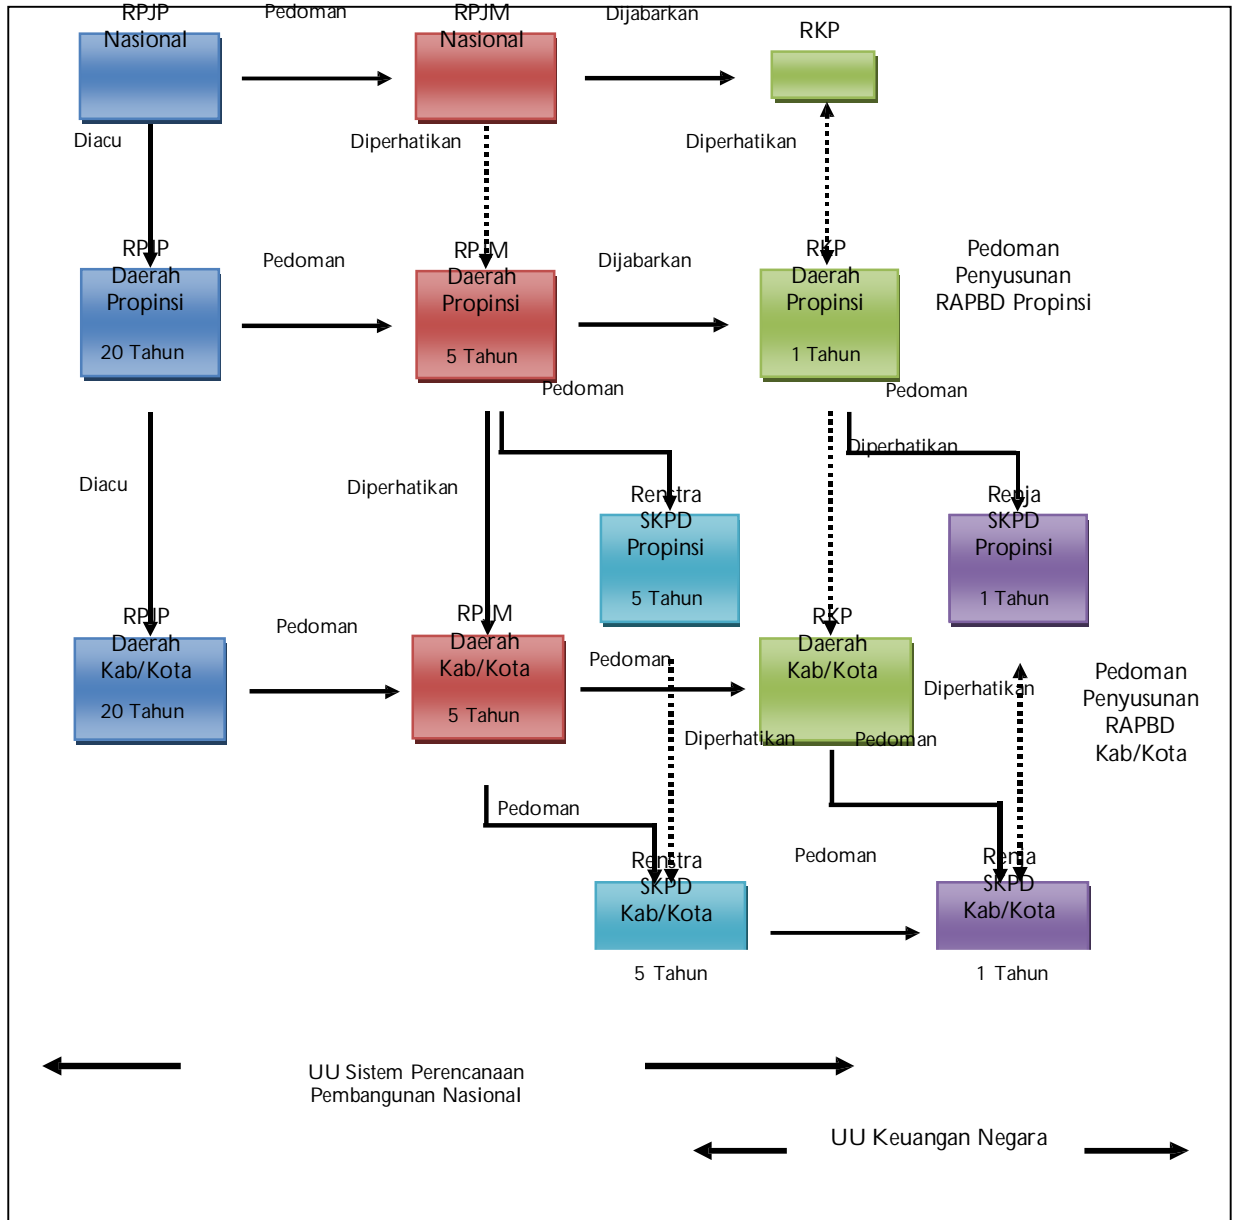 RPJP
Nasional
Pedoman
RPJM
Nasional
Dijabarkan
RKP
Diacu
Diperhatikan
Diperhatikan
RPJP
Daerah
Propinsi
20 Tahun
Pedoman
RPJM
Daerah
Propinsi
5 Tahun
Dijabarkan
RKP
Daerah
Propinsi
1 Tahun
Pedoman
Penyusunan
RAPBD Propinsi
Pedoman
Pedoman
Diperhatikan
Diacu
Diperhatikan
Renstra
SKPD
Propinsi
5 Tahun
Renja
SKPD
Propinsi
1 Tahun
RPJP
Daerah
Kab/Kota
20 Tahun
Pedoman
RPJM
Daerah
Kab/Kota
5 Tahun
Pedoman
RKP
Daerah
Kab/Kota
Diperhatikan
Pedoman
Penyusunan
RAPBD
Kab/Kota
Diperhatikan
Pedoman
Pedoman
Renstra
SKPD
Kab/Kota
5 Tahun
Pedoman
Renja
SKPD
Kab/Kota
1 Tahun
UU Sistem Perencanaan
Pembangunan Nasional
UU Keuangan Negara